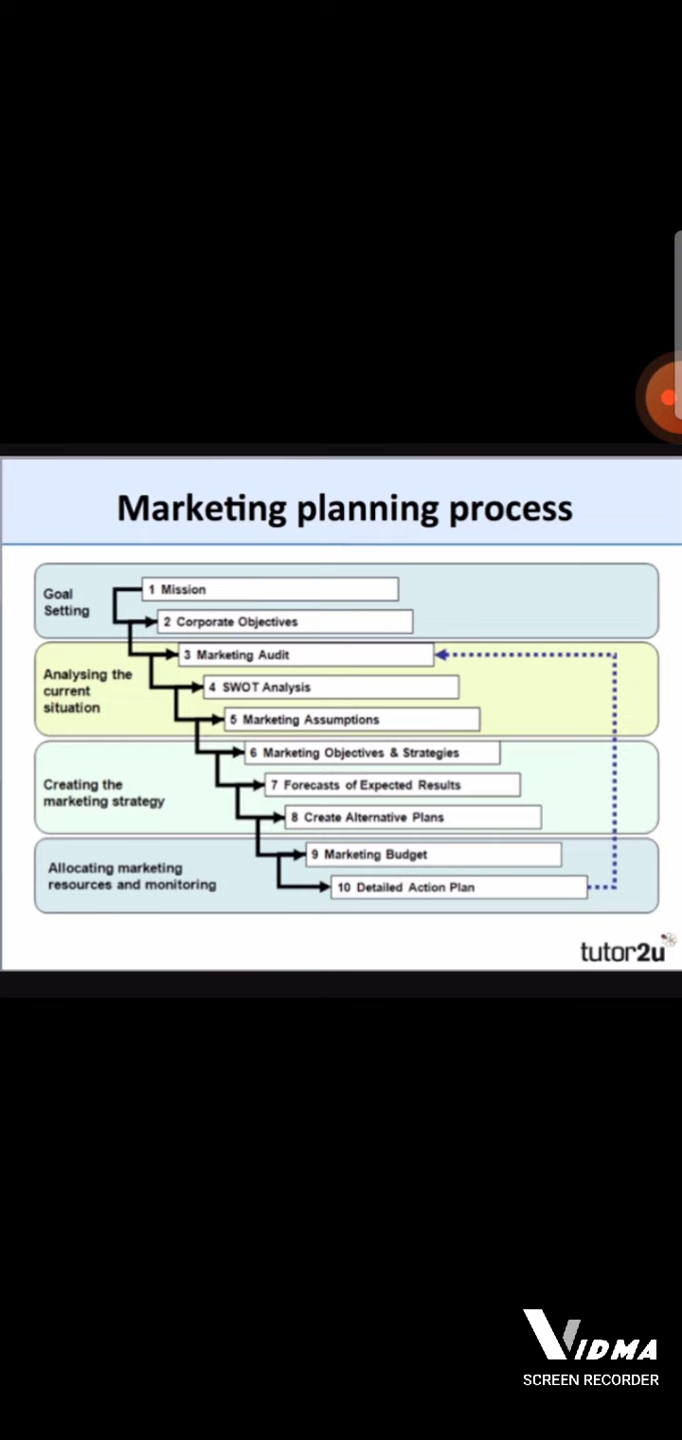 Marketing planning process
Goal
Setting
1 Mission
2 Corporate Objectives
Analysing the
current
situation
3 Marketing Audit
4 SWOT Analysis
5 Marketing Assumptions
Creating the
marketing strategy
6 Marketing Objectives & Strategies
7 Forecasts of Expected Results
8 Create Alternative Plans
Allocating marketing
resources and monitoring
9 Marketing Budget
10 Detailed Action Plan
tutor2u
VIDMA
SCREEN RECORDER